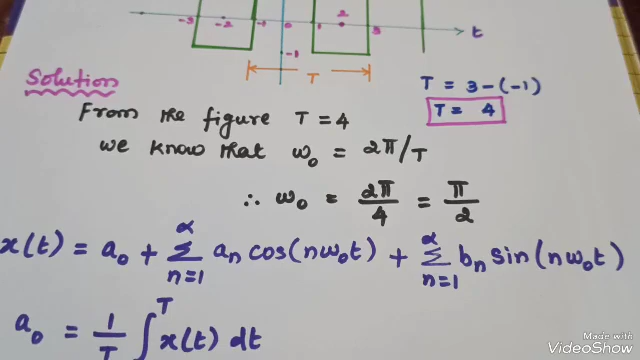 -3 -2 -1 0 1 2 3 t
-1
T
Solution
T = 3-(-1)
T = 4
From the figure T = 4
we know that ω₀ = 2π/T
∴ ω₀ = 2π/4 = π/2
x(t) = a₀ + ∑_{n=1}^{α} aₙ cos(nω₀t) + ∑_{n=1}^{α} bₙ sin(nω₀t)
a₀ = 1/T ∫^T x(t) dt
Made with
VideoShow